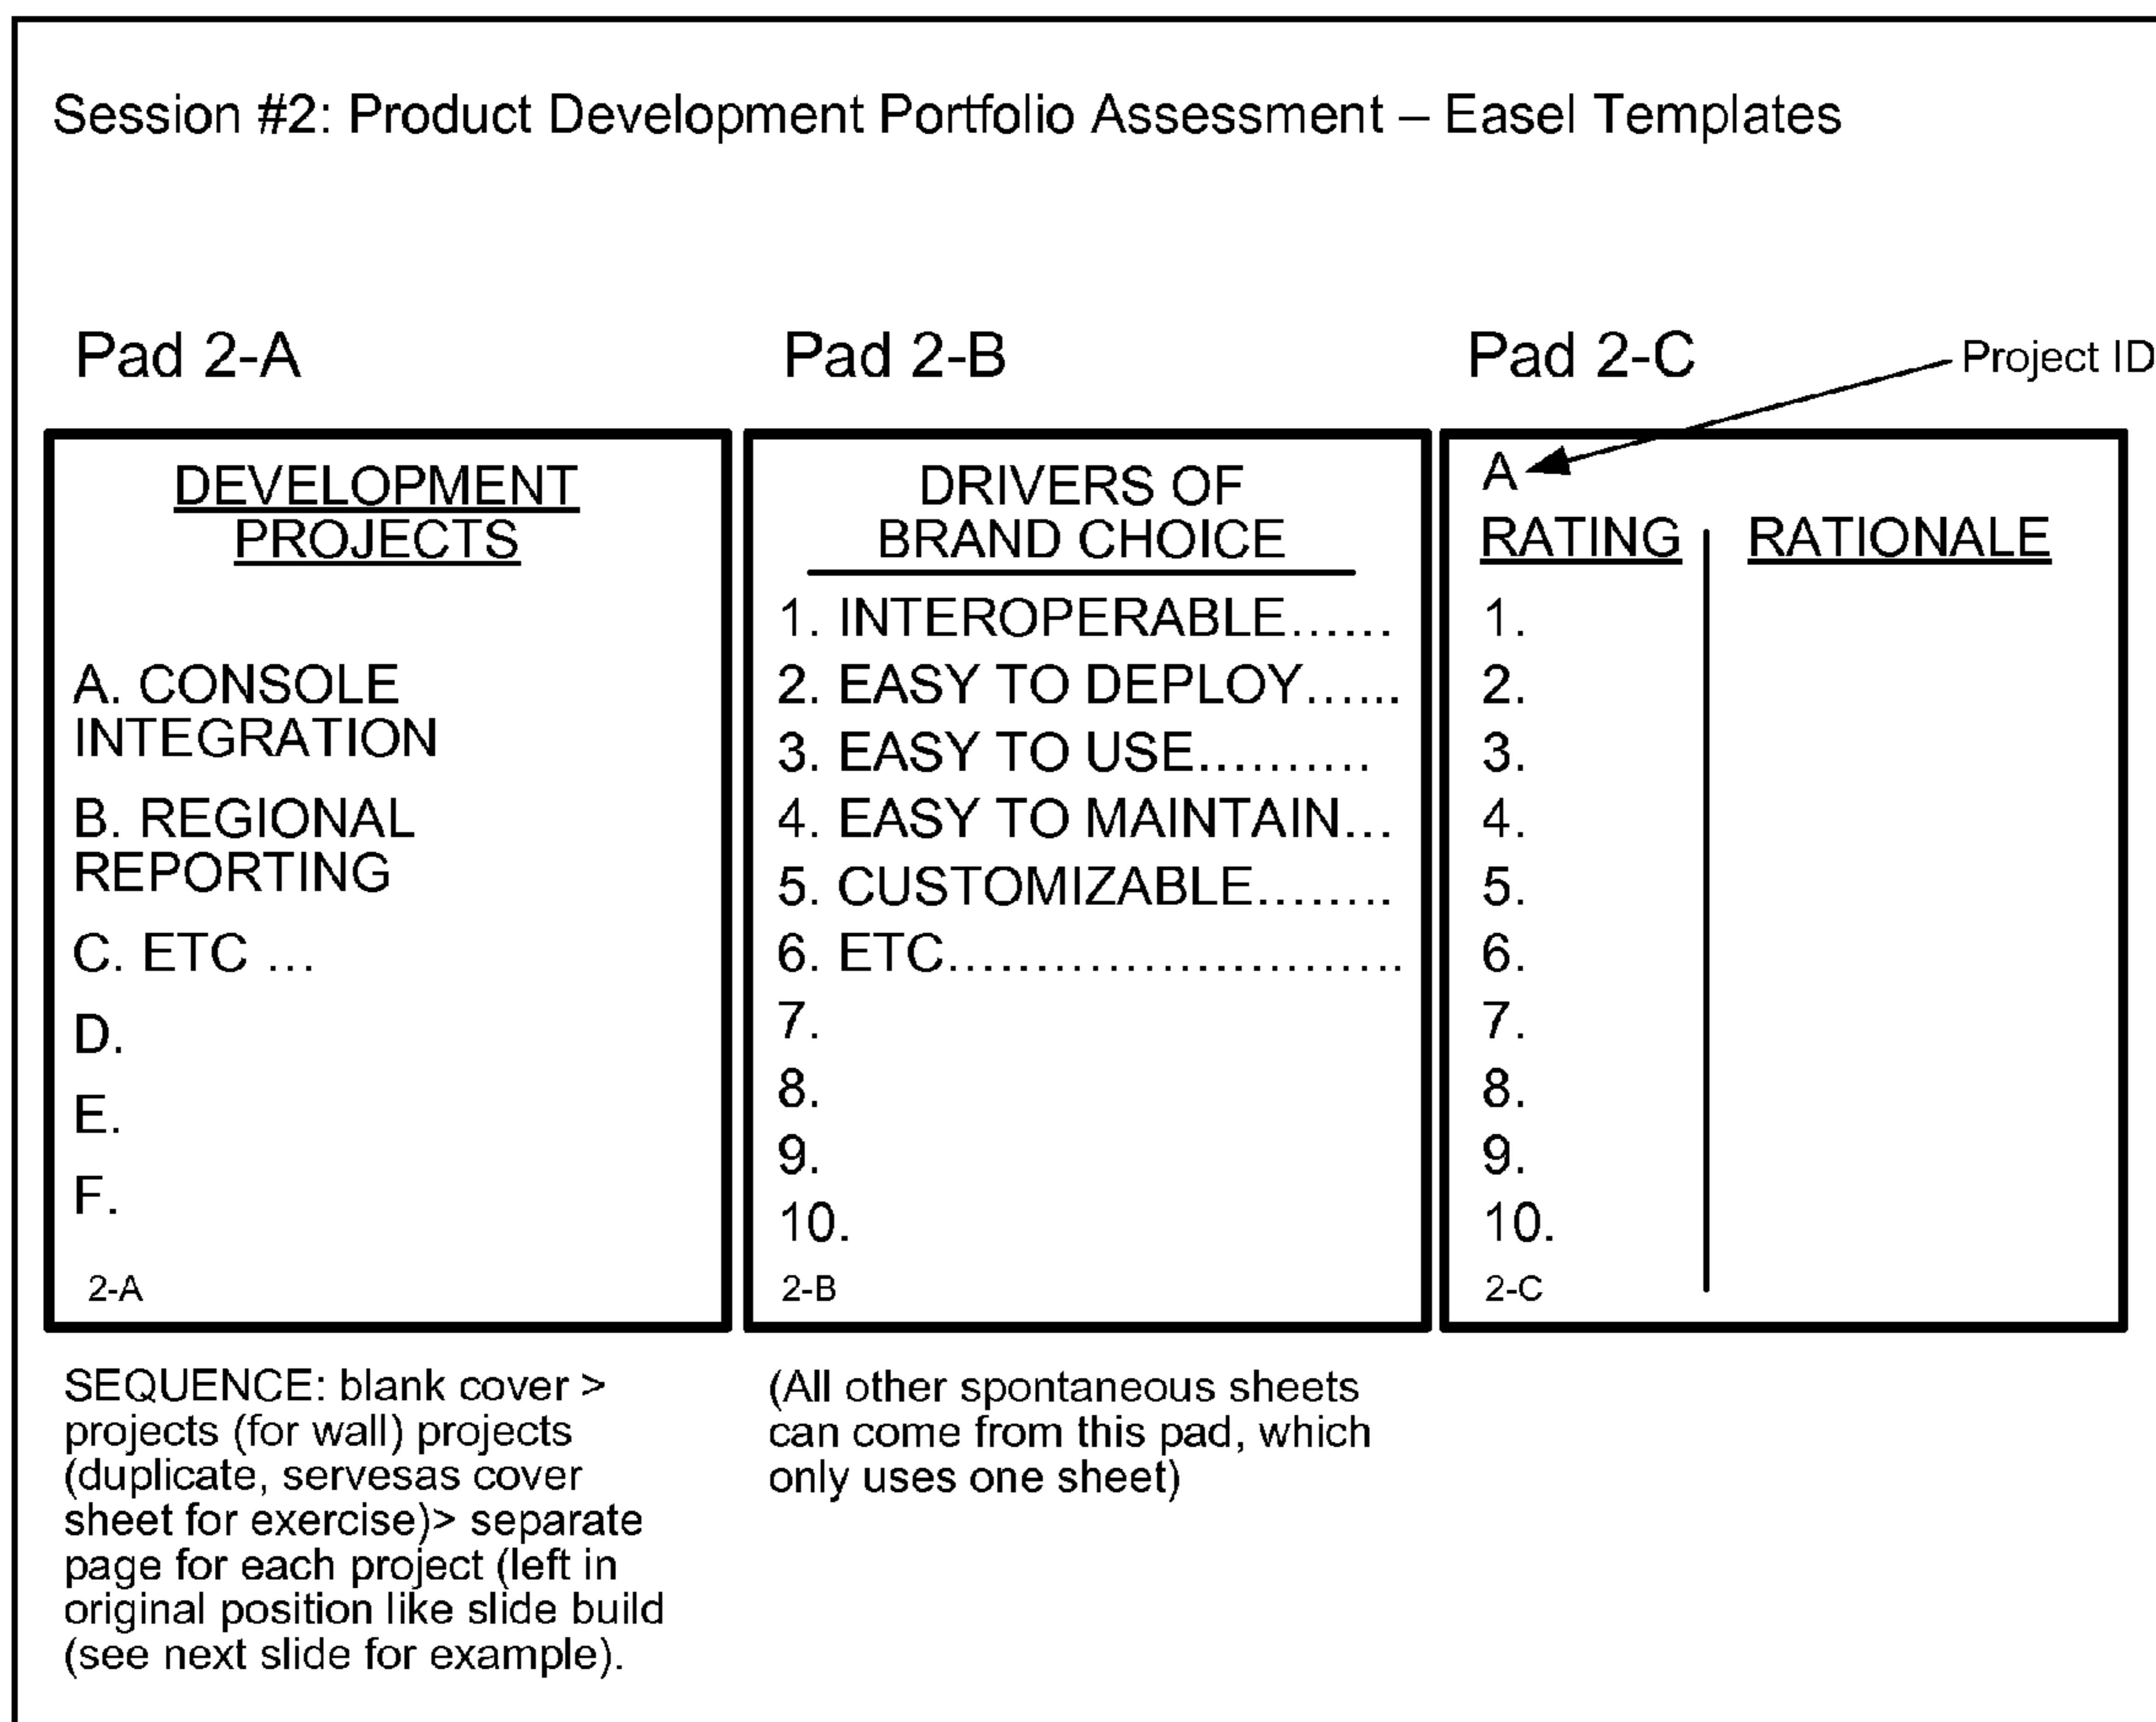 Session #2: Product Development Portfolio Assessment – Easel Templates
Pad 2-A
DEVELOPMENT
PROJECTS
A. CONSOLE
INTEGRATION
B. REGIONAL
REPORTING
C. ETC ...
D.
E.
F.
2-A
SEQUENCE: blank cover >
projects (for wall) projects
(duplicate, servesas cover
sheet for exercise)> separate
page for each project (left in
original position like slide build
(see next slide for example).
Pad 2-B
DRIVERS OF
BRAND CHOICE
1. INTEROPERABLE......
2. EASY TO DEPLOY......
3. EASY TO USE..........
4. EASY TO MAINTAIN...
5. CUSTOMIZABLE........
6. ETC..........................
7.
8.
9.
10.
2-B
(All other spontaneous sheets
can come from this pad, which
only uses one sheet)
Pad 2-C
Project ID
A
RATING RATIONALE
1.
2.
3.
4.
5.
6.
7.
8.
9.
10.
2-C